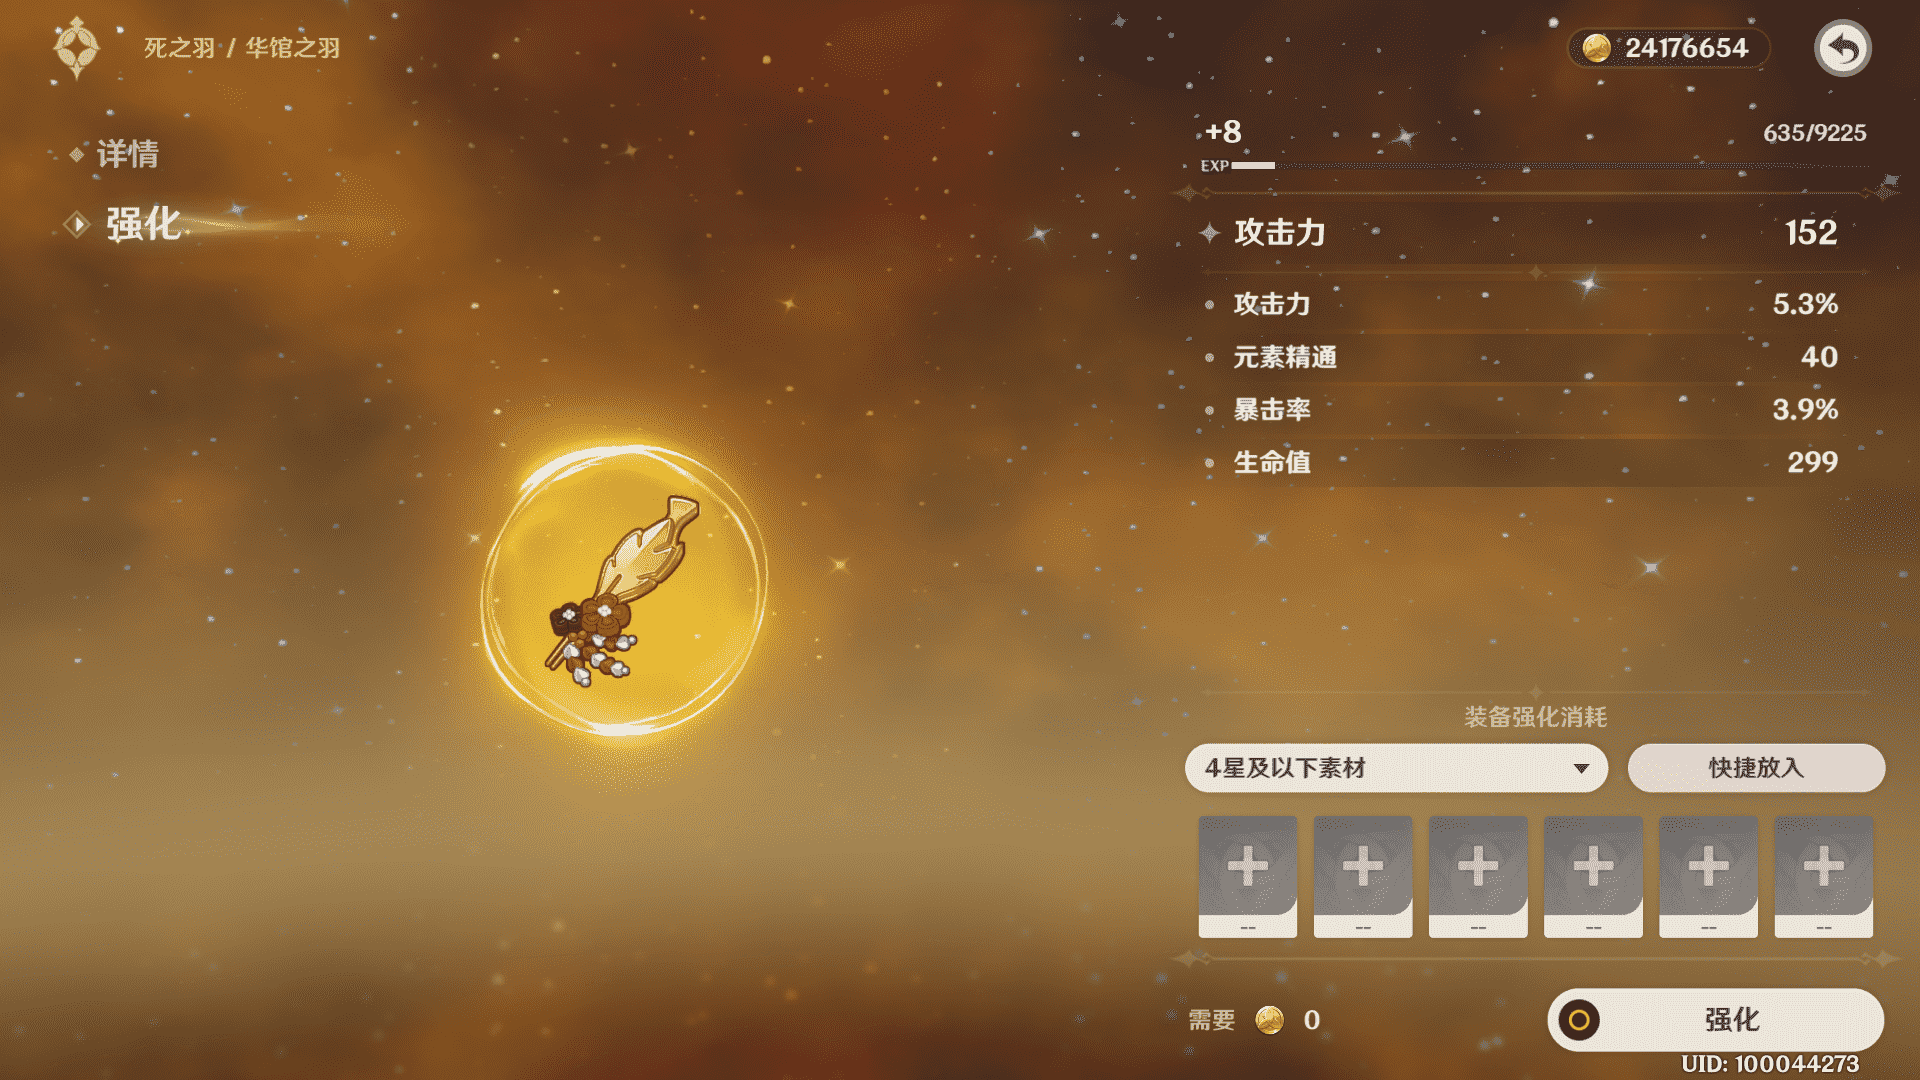 死之羽 / 华馆之羽
24176654
详情
强化
+8
635/9225
EXP
攻击力 152
攻击力 5.3%
元素精通 40
暴击率 3.9%
生命值 299
装备强化消耗
4星及以下素材
快捷放入
-- -- -- -- -- --
需要 0
强化
UID: 100044273